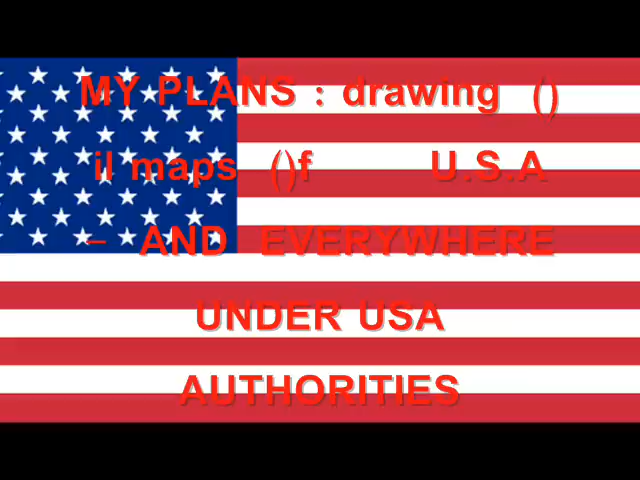 MY PLANS : drawing ()
il maps ()f U.S.A
– AND EVERYWHERE
UNDER USA
AUTHORITIES